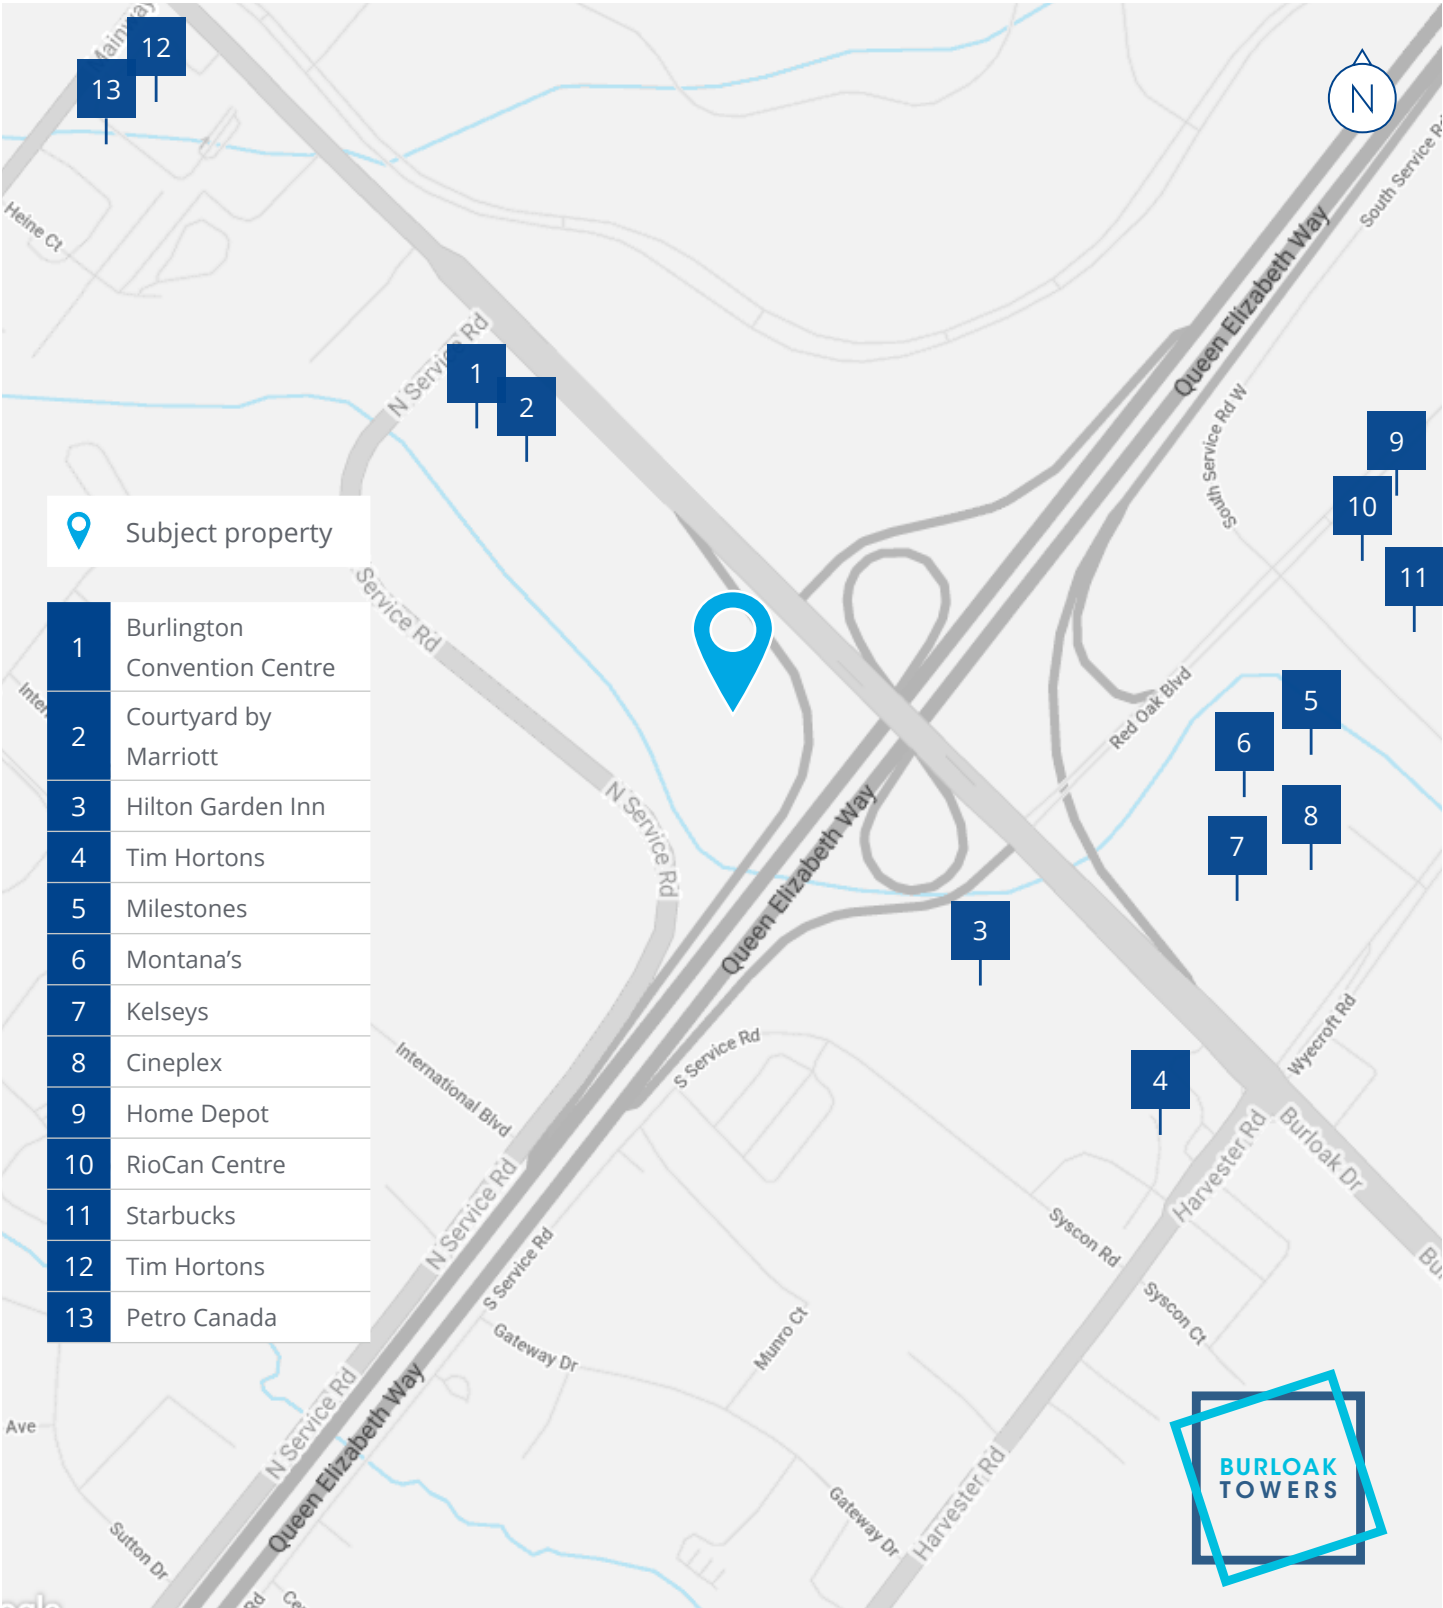 Mainway
12
13
N
South Service Rd
Heine Ct
Queen Elizabeth Way
N Service Rd
1
2
South Service Rd W
9
10
11
Subject property
Service Rd
1 Burlington
Convention Centre
2 Courtyard by
Marriott
3 Hilton Garden Inn
4 Tim Hortons
5 Milestones
6 Montana’s
7 Kelseys
8 Cineplex
9 Home Depot
10 RioCan Centre
11 Starbucks
12 Tim Hortons
13 Petro Canada
Red Oak Blvd
5
6
7
8
N Service Rd
Queen Elizabeth Way
3
S Service Rd
International Blvd
Wyecroft Rd
4
Harvester Rd
Burloak Dr
N Service Rd
S Service Rd
Syscon Rd
Syscon Ct
Gateway Dr
Munro Ct
N Service Rd
Queen Elizabeth Way
Ave
BURLOAK
TOWERS
Harvester Rd
Gateway Dr
Sutton Dr
Rd